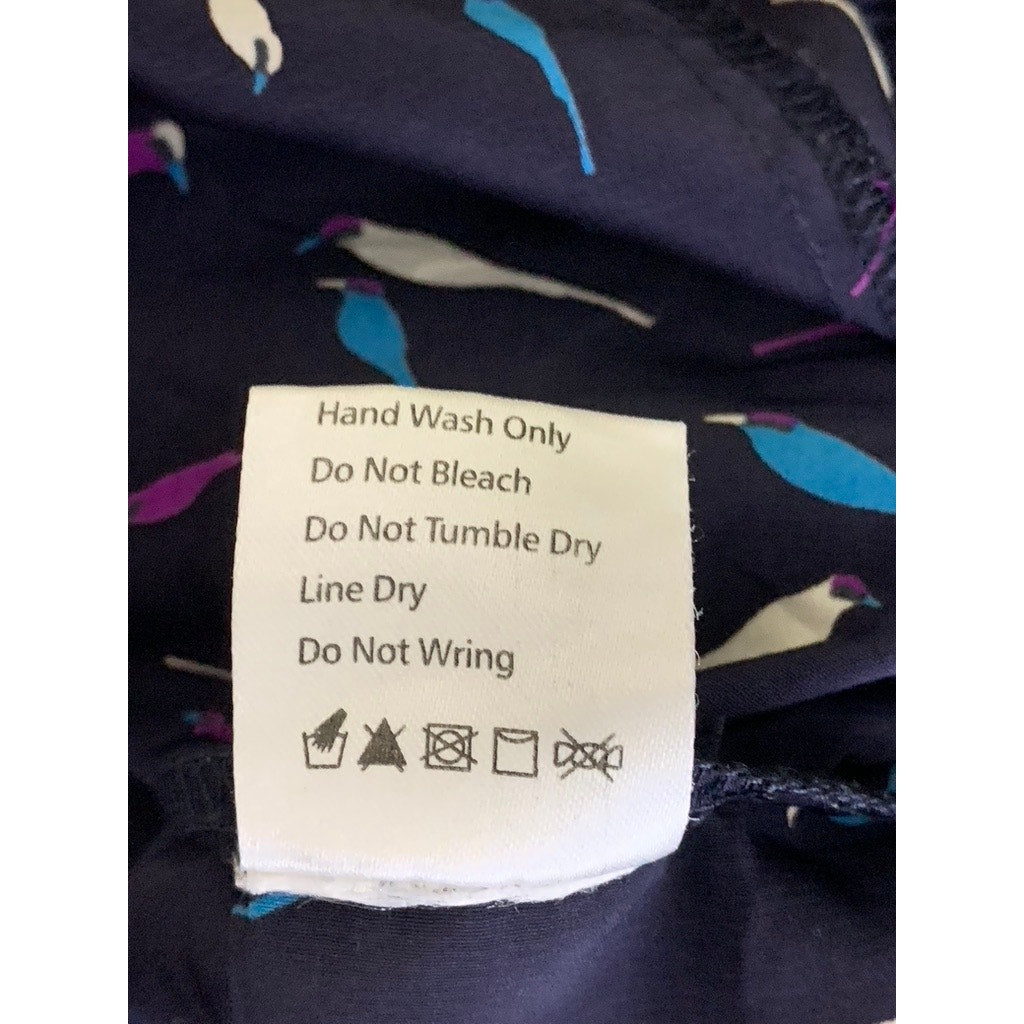 Hand Wash Only
Do Not Bleach
Do Not Tumble Dry
Line Dry
Do Not Wring